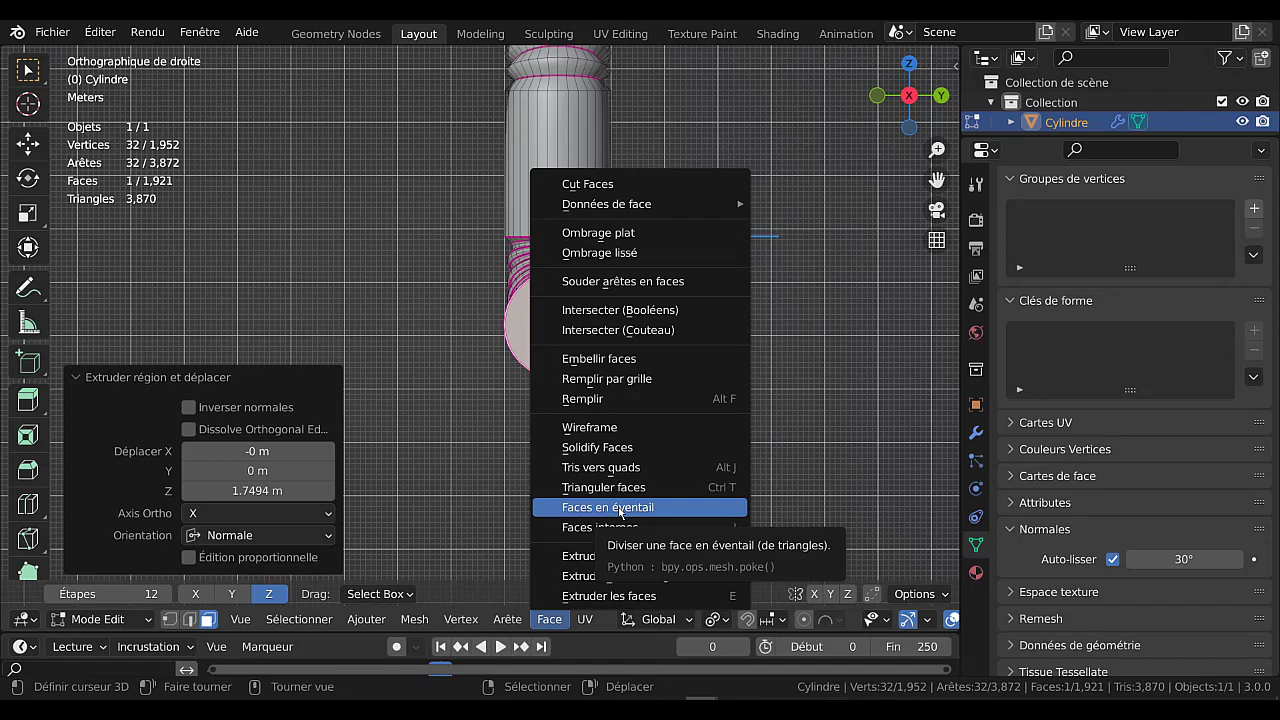 Fichier Éditer Rendu Fenêtre Aide
Geometry Nodes Layout Modeling Sculpting UV Editing Texture Paint Shading Animation
Scene
View Layer
Orthographique de droite
(0) Cylindre
Meters
Objets 1 / 1
Vertices 32 / 1,952
Arêtes 32 / 3,872
Faces 1 / 1,921
Triangles 3,870
Z
X
Y
Collection de scène
Collection
Cylindre
Groupes de vertices
Clés de forme
Cartes UV
Couleurs Vertices
Cartes de face
Attributs
Normales
Auto-lisser 30°
Espace texture
Remesh
Données de géométrie
Tissue Tessellate
Cut Faces
Données de face
Ombrage plat
Ombrage lissé
Souder arêtes en faces
Intersecter (Booléens)
Intersecter (Couteau)
Embellir faces
Remplir par grille
Remplir Alt F
Wireframe
Solidify Faces
Tris vers quads Alt J
Trianguler faces Ctrl T
Faces en éventail
Faces internes
Diviser une face en éventail (de triangles).
Python : bpy.ops.mesh.poke()
Extruder les faces E
Extruder région et déplacer
Inverser normales
Dissolve Orthogonal Ed...
Déplacer X -0 m
Y 0 m
Z 1.7494 m
Axis Ortho X
Orientation Normale
Édition proportionnelle
Étapes 12 X Y Z Drag: Select Box
X Y Z Options
Mode Edit Vue Sélectionner Ajouter Mesh Vertex Arête Face UV Global
Lecture Incrustation Vue Marqueur 0 Début 0 Fin 250
Définir curseur 3D Faire tourner Tourner vue Sélectionner Déplacer
Cylindre | Verts:32/1,952 | Arêtes:32/3,872 | Faces:1/1,921 | Tris:3,870 | Objects:1/1 | 3.0.0